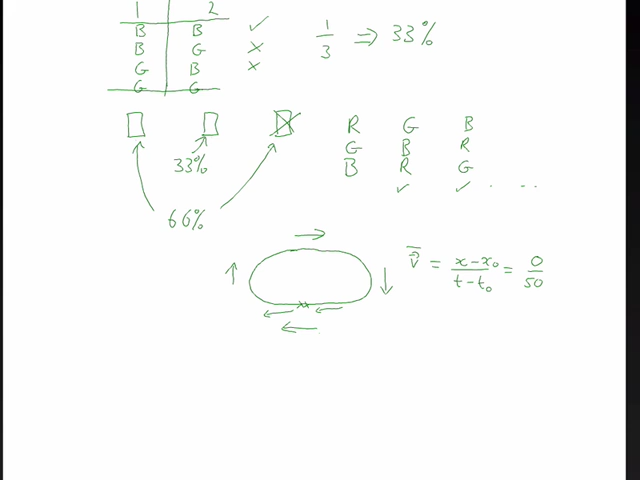 1 2
B B ✓
B G ×
G B ×
G G
1/3 ⇒ 33%
R G B
G B R
B R G
✓ ✓ . . .
33%
66%
v⃗ = x-x₀/t-t₀ = 0/50